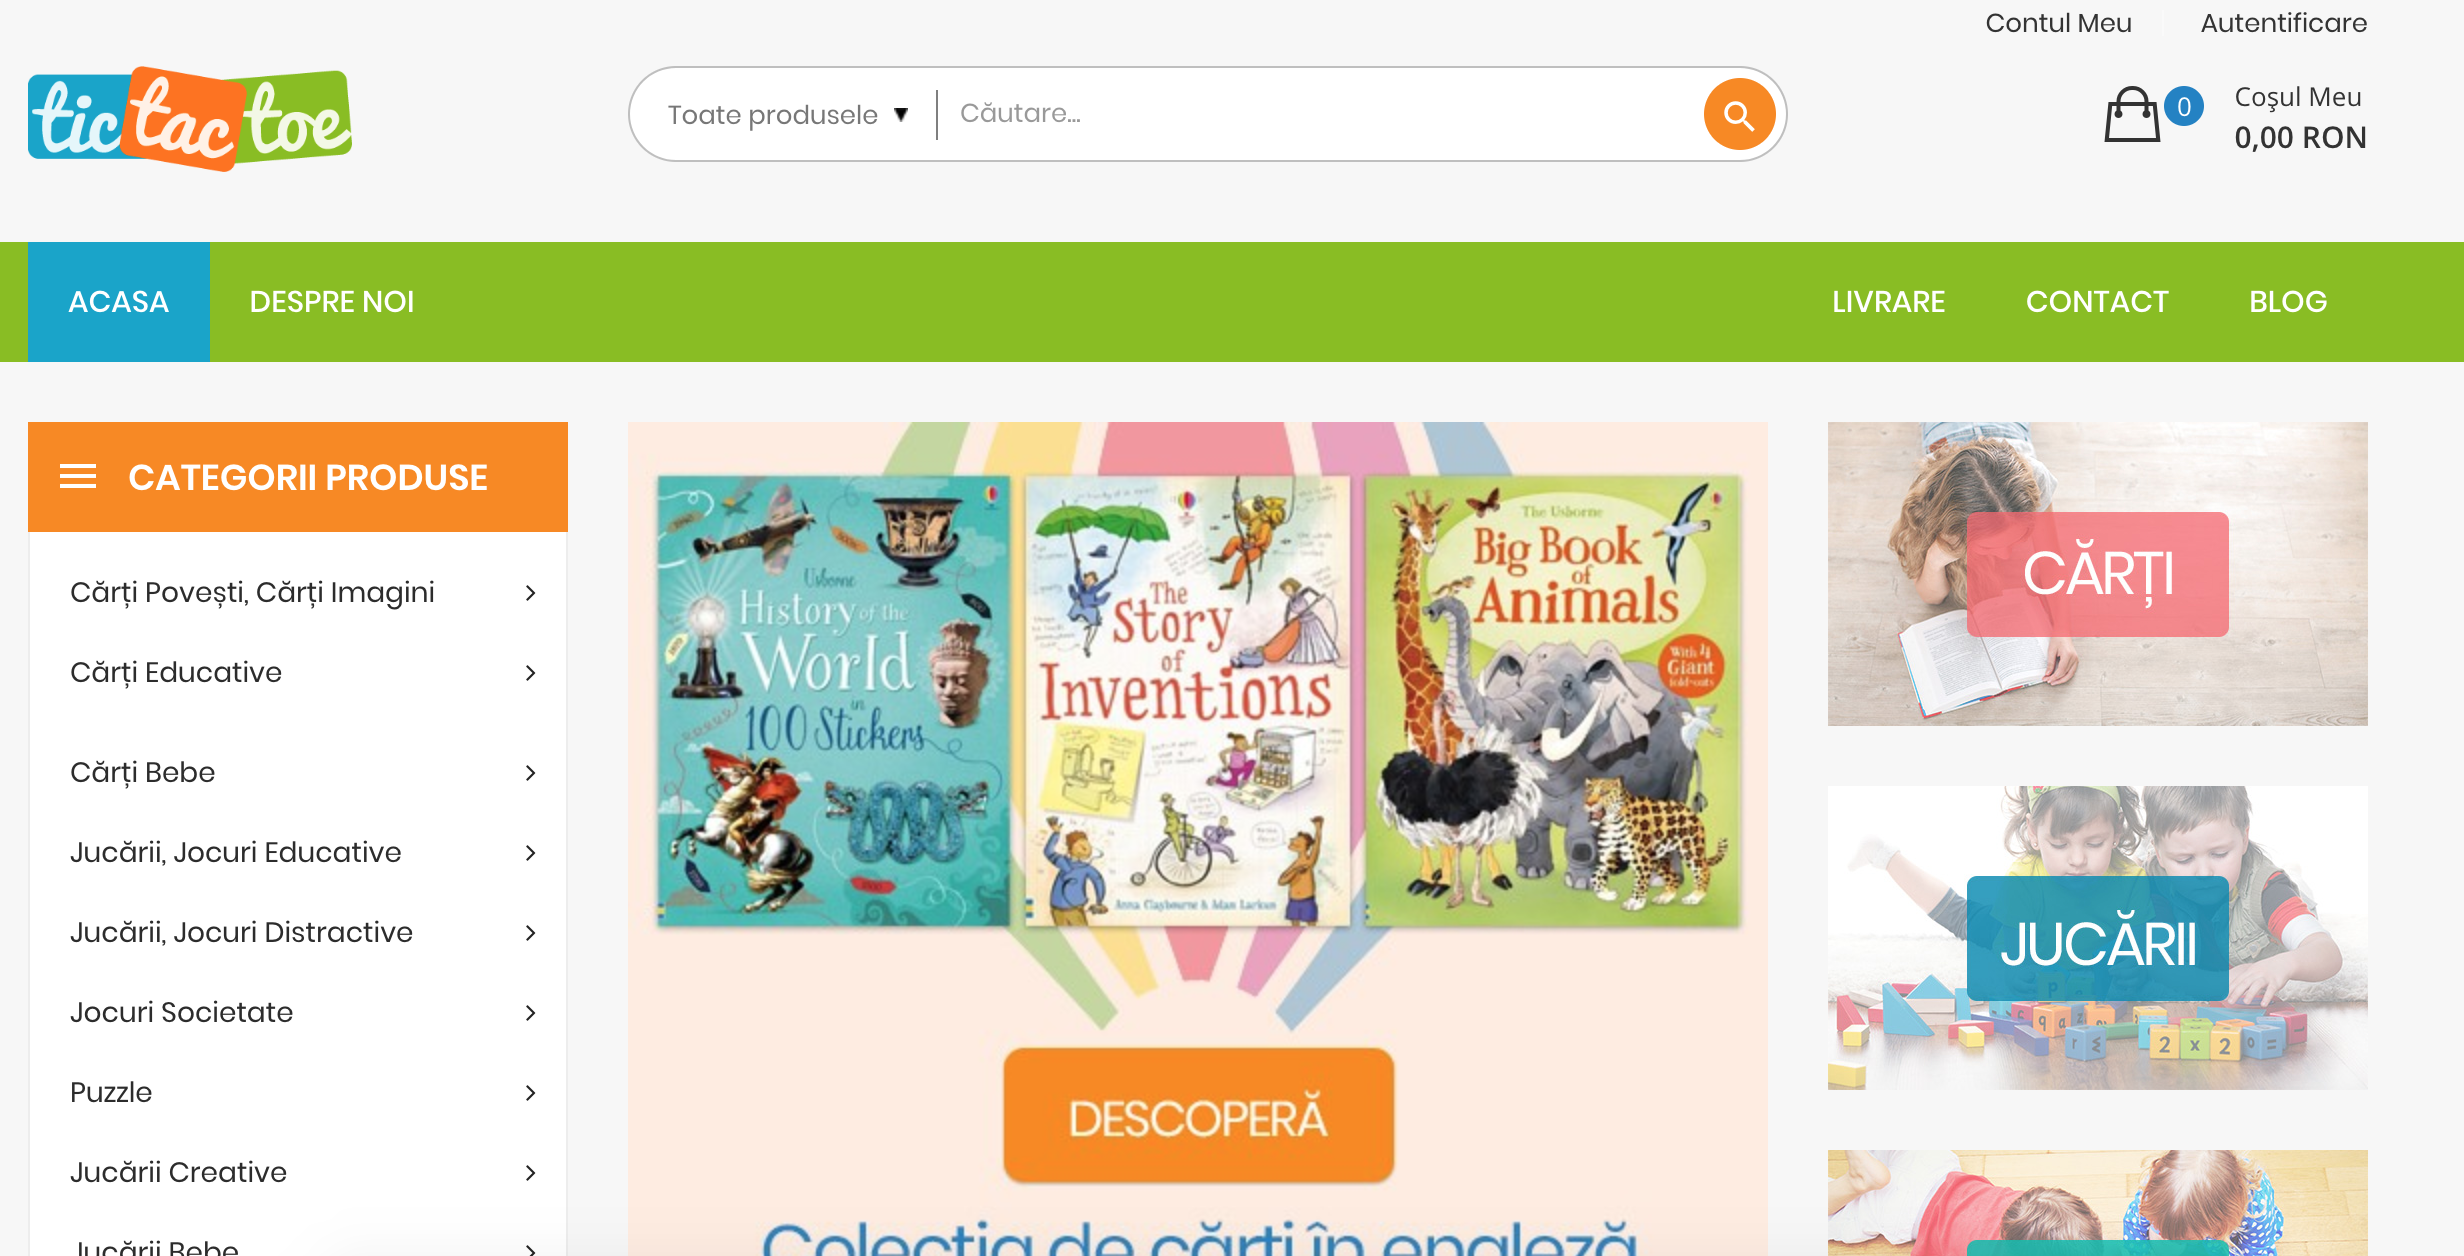 Contul Meu
Autentificare
tic tac toe
Toate produsele
Căutare...
0
Coşul Meu
0,00 RON
ACASA
DESPRE NOI
LIVRARE
CONTACT
BLOG
CATEGORII PRODUSE
Cărți Povești, Cărți Imagini
Cărți Educative
Cărți Bebe
Jucării, Jocuri Educative
Jucării, Jocuri Distractive
Jocuri Societate
Puzzle
Jucării Creative
Jucării Bebe
Usborne
History of the
World
in
100 Stickers
The
Story
of
Inventions
Anna Claybourne & Adam Larkum
The Usborne
Big Book
of
Animals
With 4
Giant
fold-outs
DESCOPERĂ
Colecția de cărți în engleză
CĂRȚI
JUCĂRII
2 x 2 =